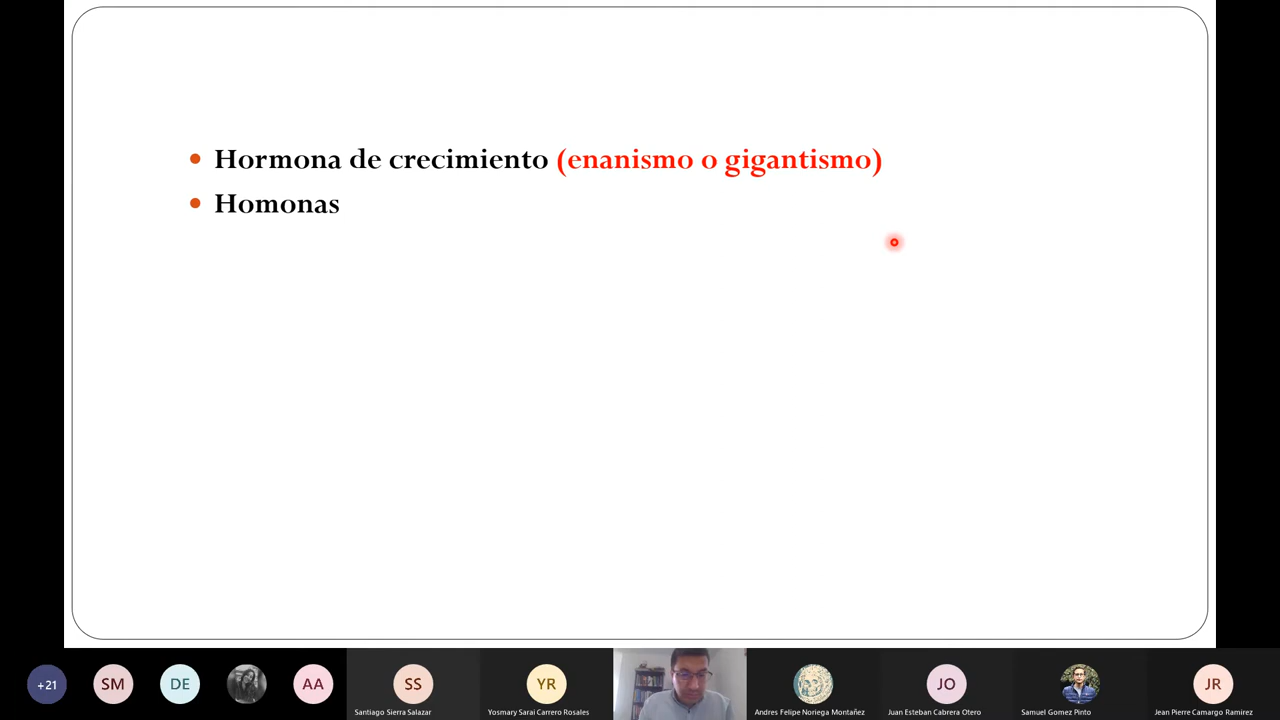 Hormona de crecimiento (enanismo o gigantismo)
Homonas
+21
SM
DE
AA
SS
YR
JO
JR
Santiago Sierra Salazar
Yosmary Sarai Carrero Rosales
Andres Felipe Noriega Montañez
Juan Esteban Cabrera Otero
Samuel Gomez Pinto
Jean Pierre Camargo Ramirez